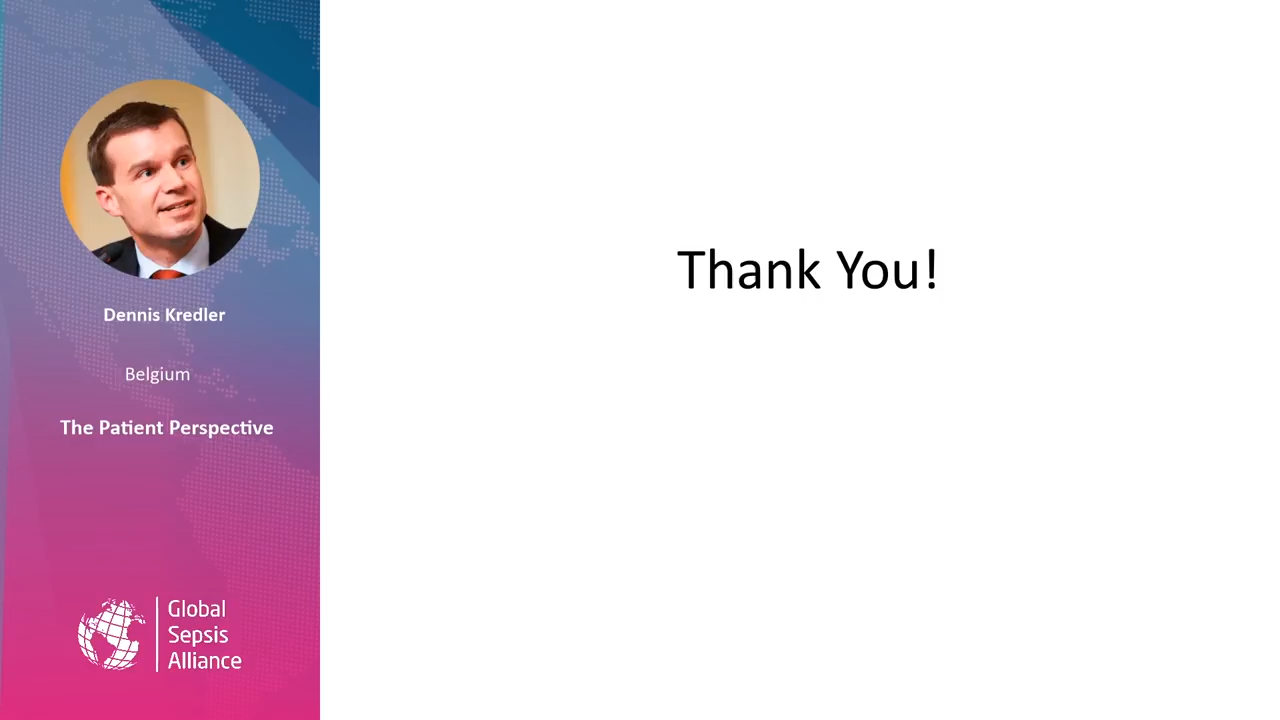 Dennis Kredler
Belgium
The Patient Perspective
Global
Sepsis
Alliance
Thank You!